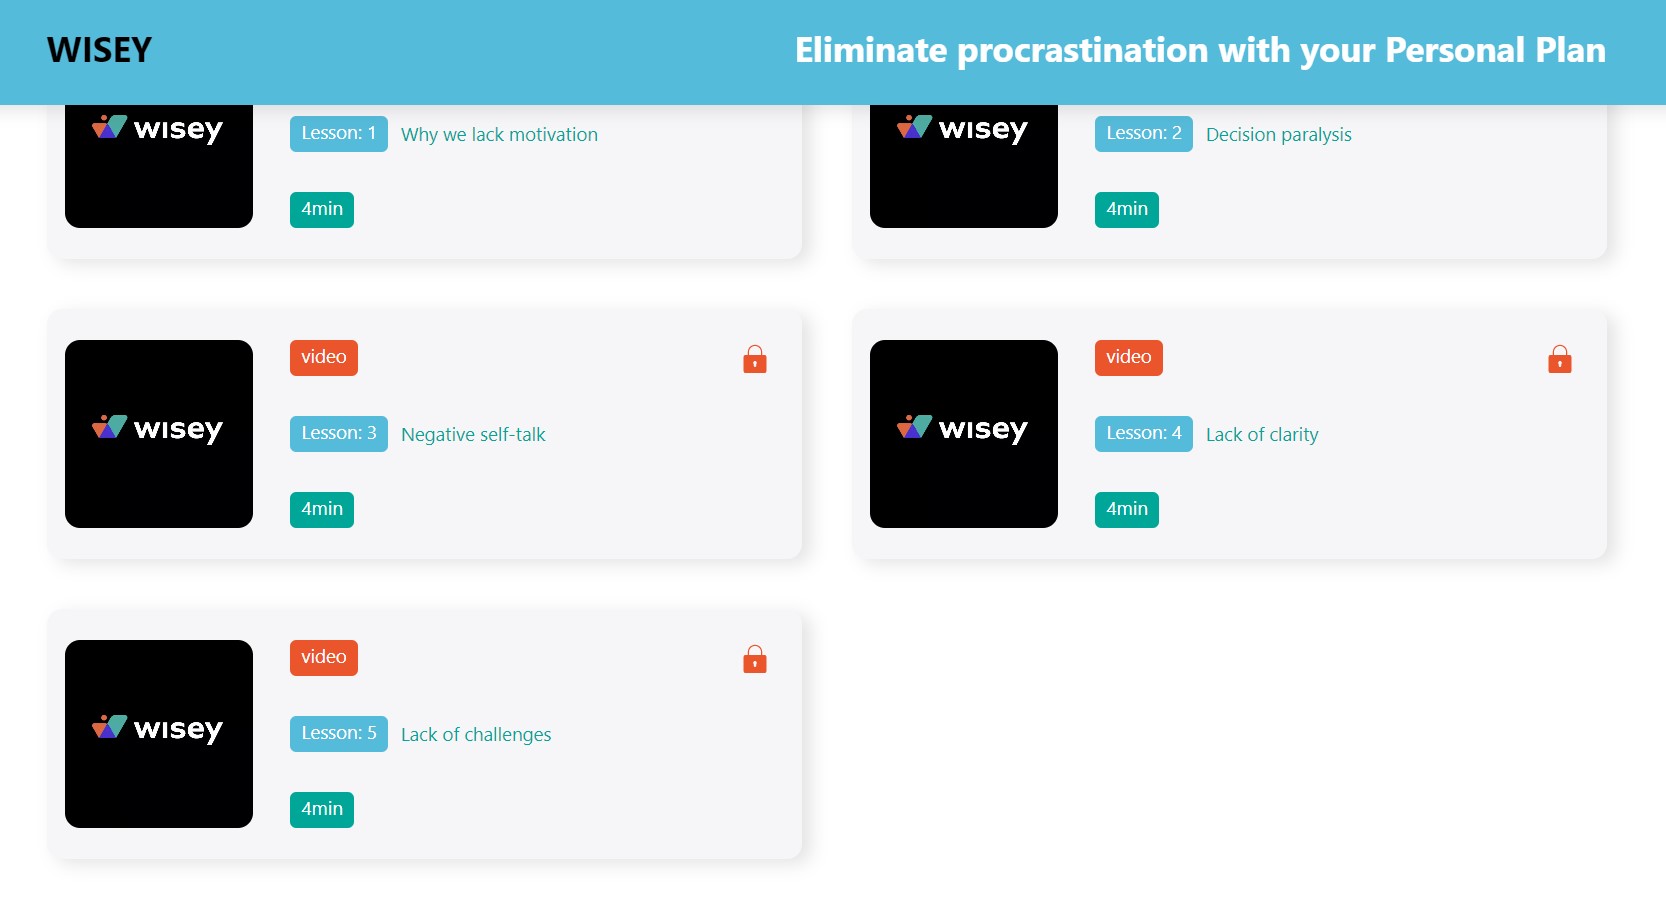 WISEY
Eliminate procrastination with your Personal Plan
wisey
Lesson: 1 Why we lack motivation
4min
wisey
Lesson: 2 Decision paralysis
4min
video
wisey
Lesson: 3 Negative self-talk
4min
video
wisey
Lesson: 4 Lack of clarity
4min
video
wisey
Lesson: 5 Lack of challenges
4min